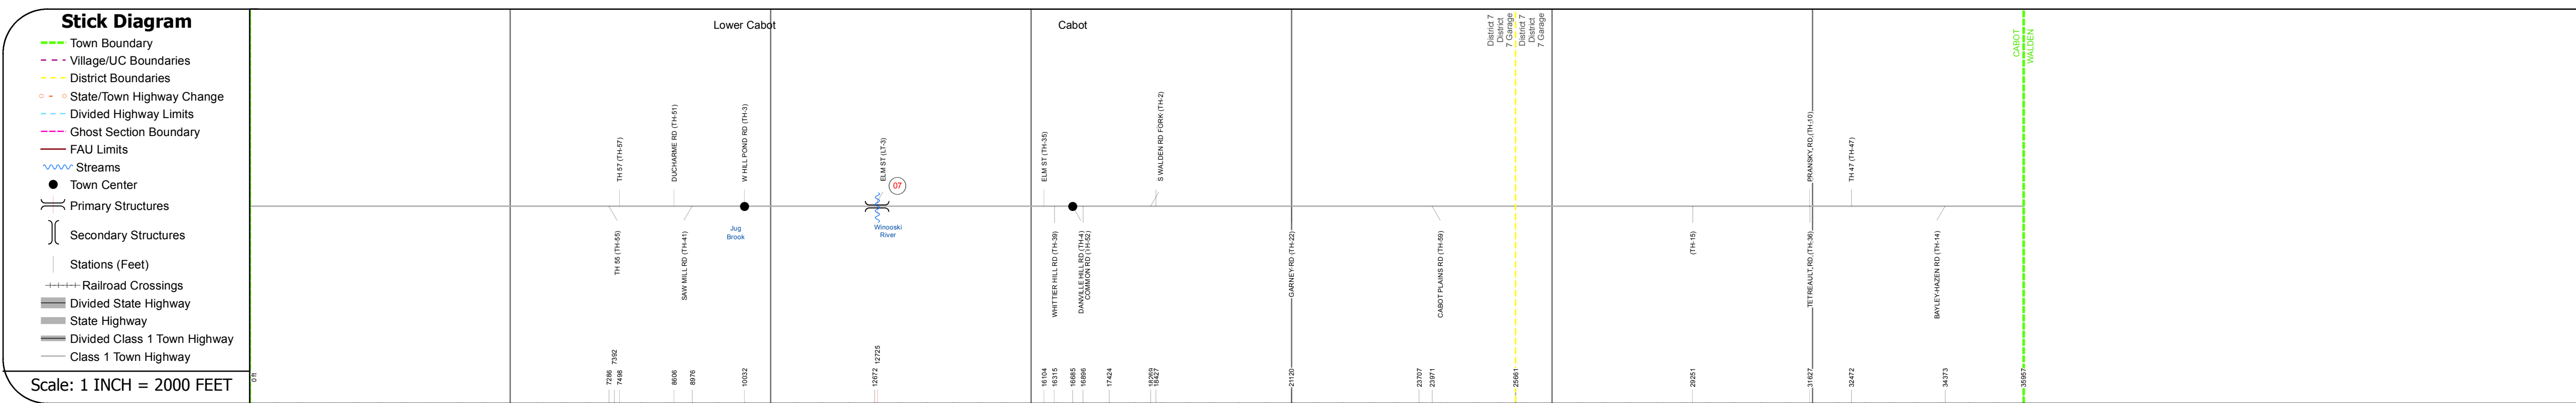 Stick Diagram
Town Boundary
Village/UC Boundaries
District Boundaries
State/Town Highway Change
Divided Highway Limits
Ghost Section Boundary
FAU Limits
Streams
Town Center
Primary Structures
Secondary Structures
Stations (Feet)
Railroad Crossings
Divided State Highway
State Highway
Divided Class 1 Town Highway
Class 1 Town Highway
Scale: 1 INCH = 2000 FEET
Lower Cabot
Cabot
District 7
District
7 Garage
District 7
District
7 Garage
CABOT
WALDEN
TH 57 (TH-57)
DUCHARME RD (TH-51)
W HILL POND RD (TH-3)
ELM ST (LT-3)
07
ELM ST (TH-35)
S WALDEN RD FORK (TH-2)
PRANSKY RD (TH-10)
TH 47 (TH-47)
TH 55 (TH-55)
SAW MILL RD (TH-41)
Jug
Brook
Winooski
River
WHITTIER HILL RD (TH-39)
DANVILLE HILL RD (TH-4)
COMMON RD (TH-52)
GARNEY RD (TH-22)
CABOT PLAINS RD (TH-59)
(TH-15)
TETREAULT RD (TH-36)
BAYLEY-HAZEN RD (TH-14)
0 ft
7286
7392
7498
8606
8976
10032
12672
12725
16104
16315
16685
16896
17424
18269
18427
21120
23707
23971
25661
29251
31627
32472
34373
35957